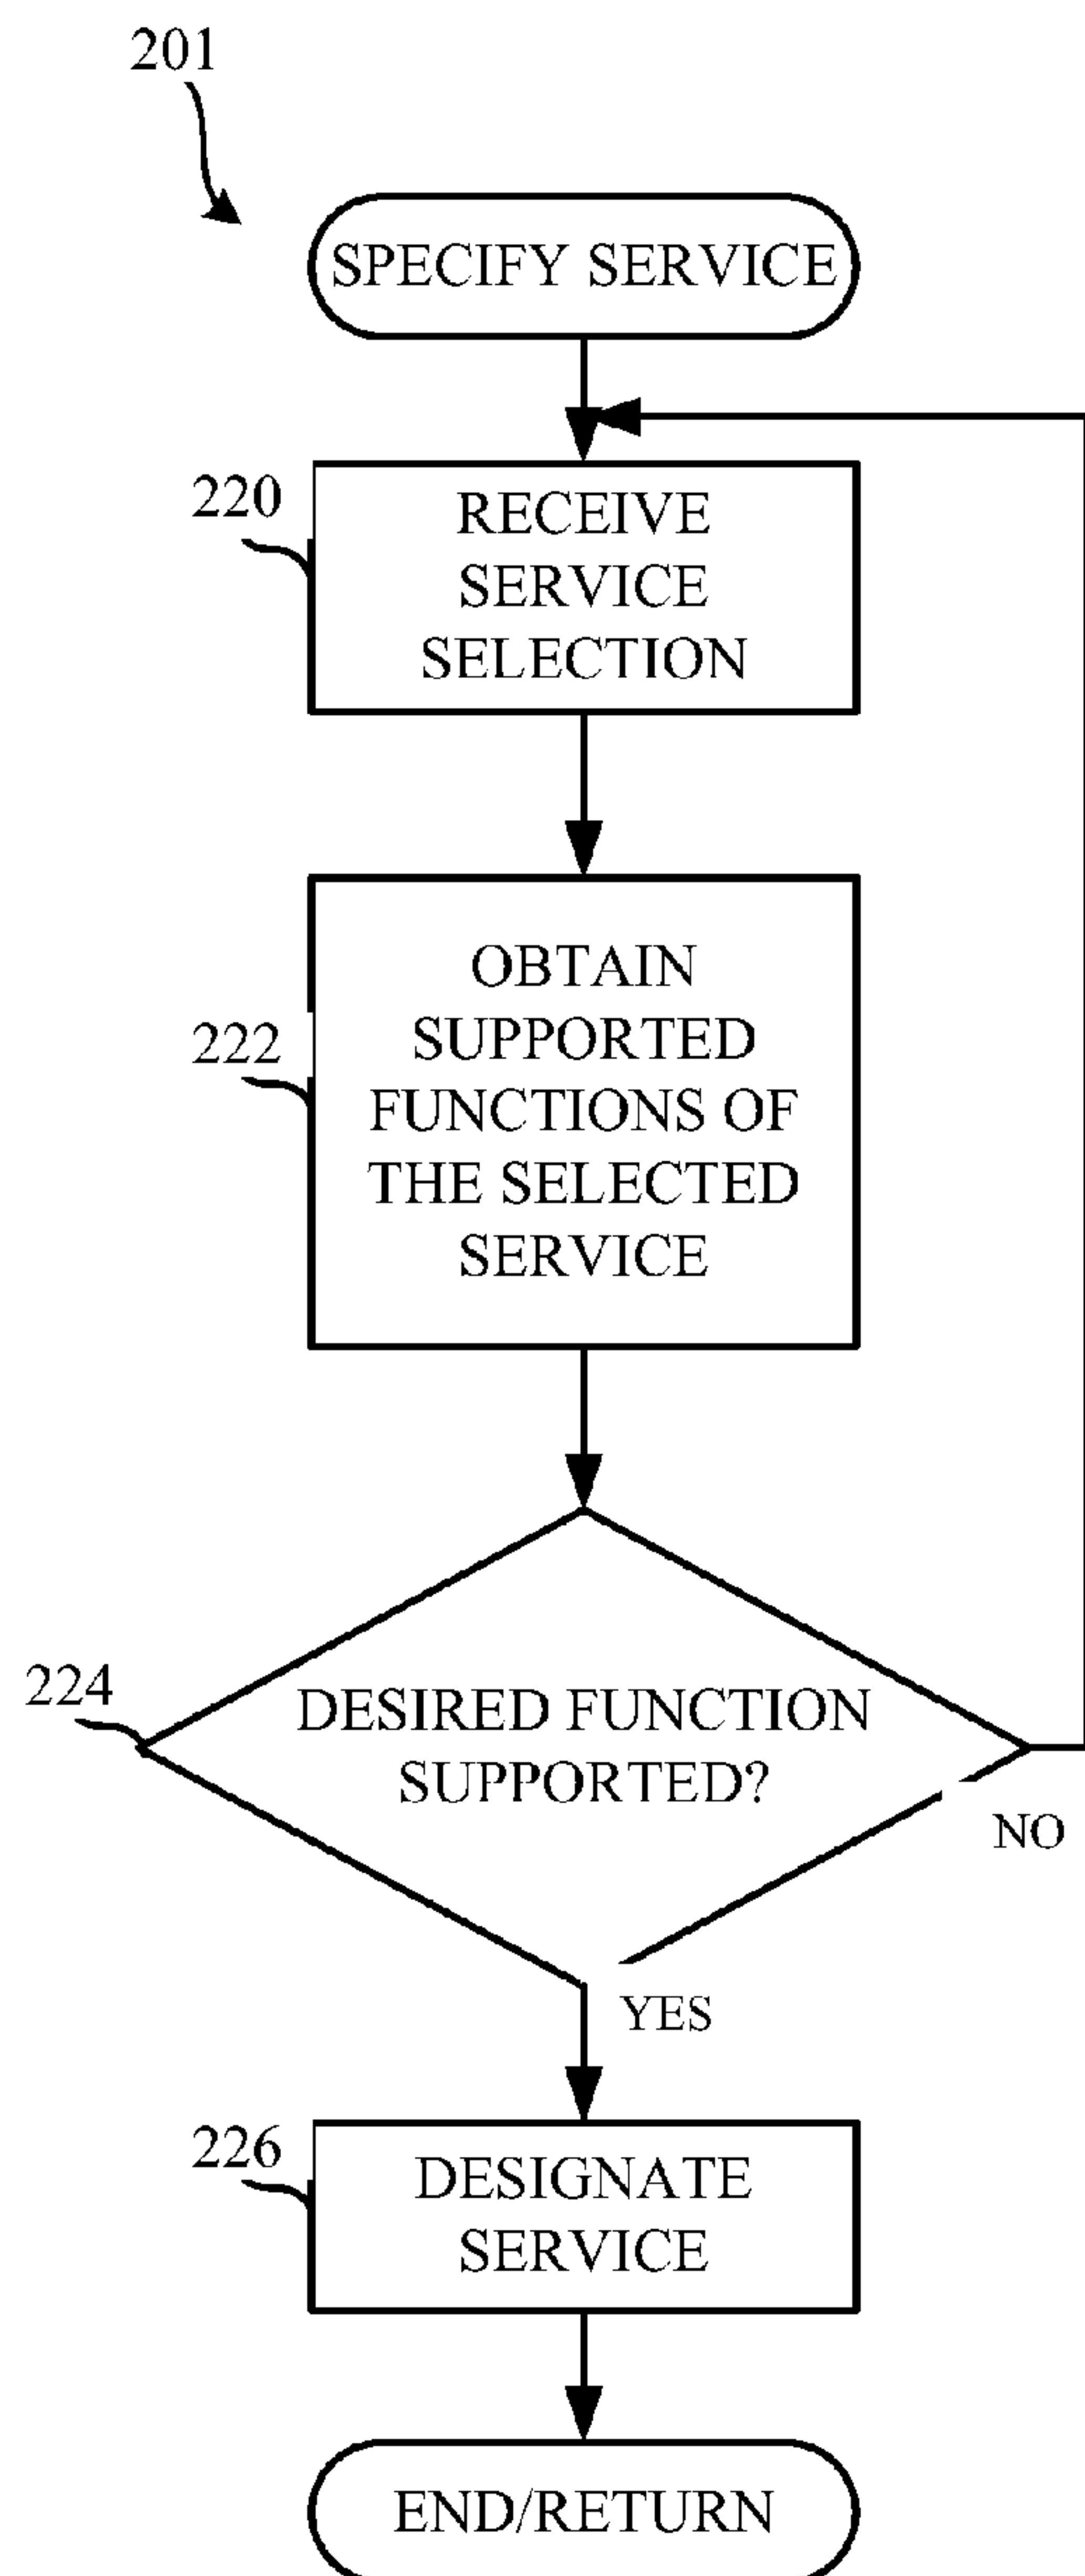 201
SPECIFY SERVICE
220
RECEIVE
SERVICE
SELECTION
222
OBTAIN
SUPPORTED
FUNCTIONS OF
THE SELECTED
SERVICE
224
DESIRED FUNCTION
SUPPORTED?
NO
YES
226
DESIGNATE
SERVICE
END/RETURN